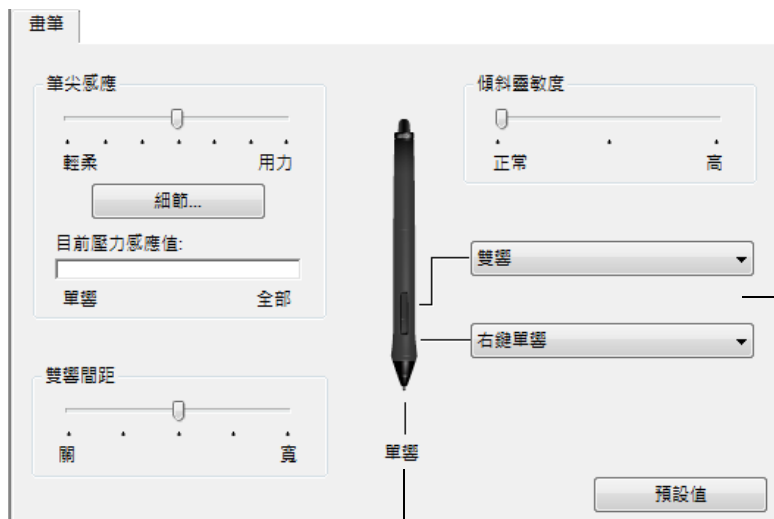 畫筆
筆尖感應
輕柔 用力
細節...
目前壓力感應值:
單響 全部
雙響間距
關 寬
傾斜靈敏度
正常 高
雙響
右鍵單響
單響
預設值